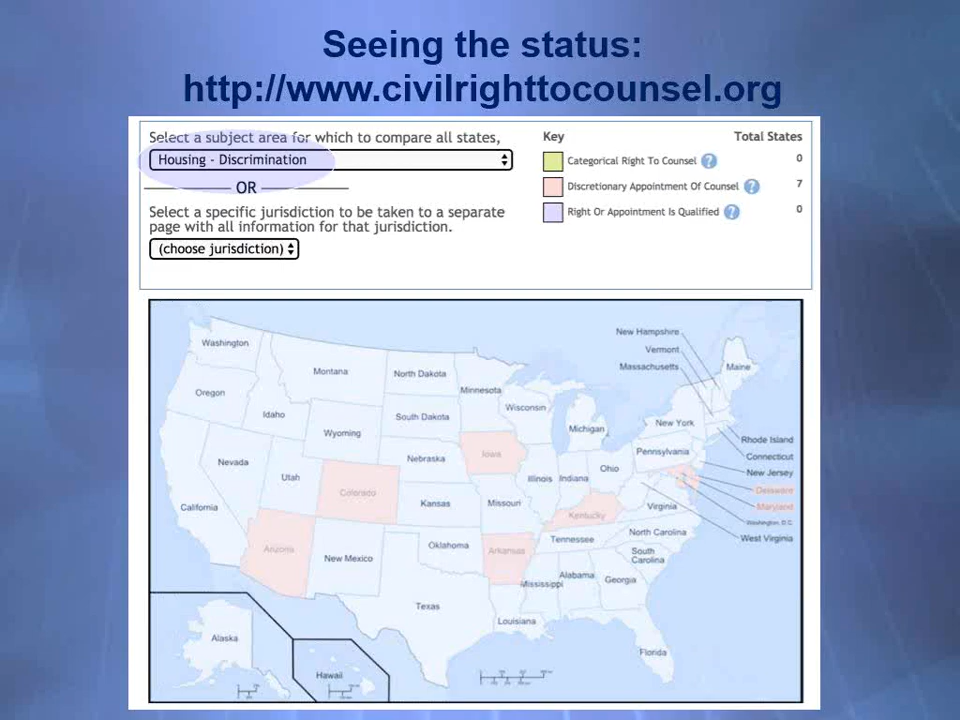 Seeing the status:
http://www.civilrighttocounsel.org
Select a subject area for which to compare all states,
Housing - Discrimination
OR
Select a specific jurisdiction to be taken to a separate
page with all information for that jurisdiction.
(choose jurisdiction)
Key Total States
Categorical Right To Counsel ? 0
Discretionary Appointment Of Counsel ? 7
Right Or Appointment Is Qualified ? 0
New Hampshire
Washington
Vermont
Montana
Massachusetts
Maine
North Dakota
Minnesota
Oregon
Wisconsin
Idaho
South Dakota
New York
Michigan
Wyoming
Rhode Island
Pennsylvania
Iowa
Connecticut
Nebraska
Nevada
Ohio
New Jersey
Utah
Illinois
Indiana
Delaware
Colorado
Kansas
Missouri
California
Virginia
Maryland
Kentucky
Washington, D.C.
North Carolina
West Virginia
Tennessee
Oklahoma
Arizona
Arkansas
South
Carolina
New Mexico
Alabama
Georgia
Mississippi
Texas
Louisiana
Alaska
Florida
Hawaii